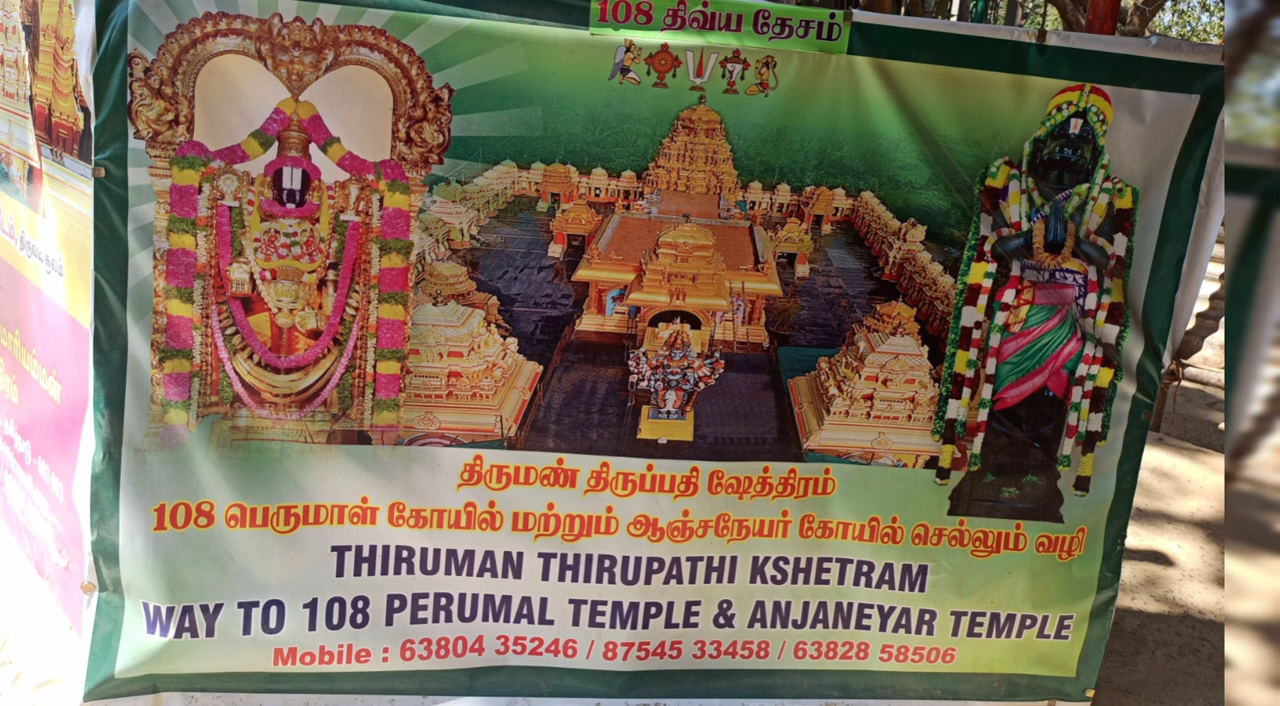 108 திவ்ய தேசம்
திருமண் திருப்பதி ஷேத்திரம்
108 பெருமாள் கோயில் மற்றும் ஆஞ்சநேயர் கோயில் செல்லும் வழி
THIRUMAN THIRUPATHI KSHETRAM
WAY TO 108 PERUMAL TEMPLE & ANJANEYAR TEMPLE
Mobile : 63804 35246 / 87545 33458 / 63828 58506